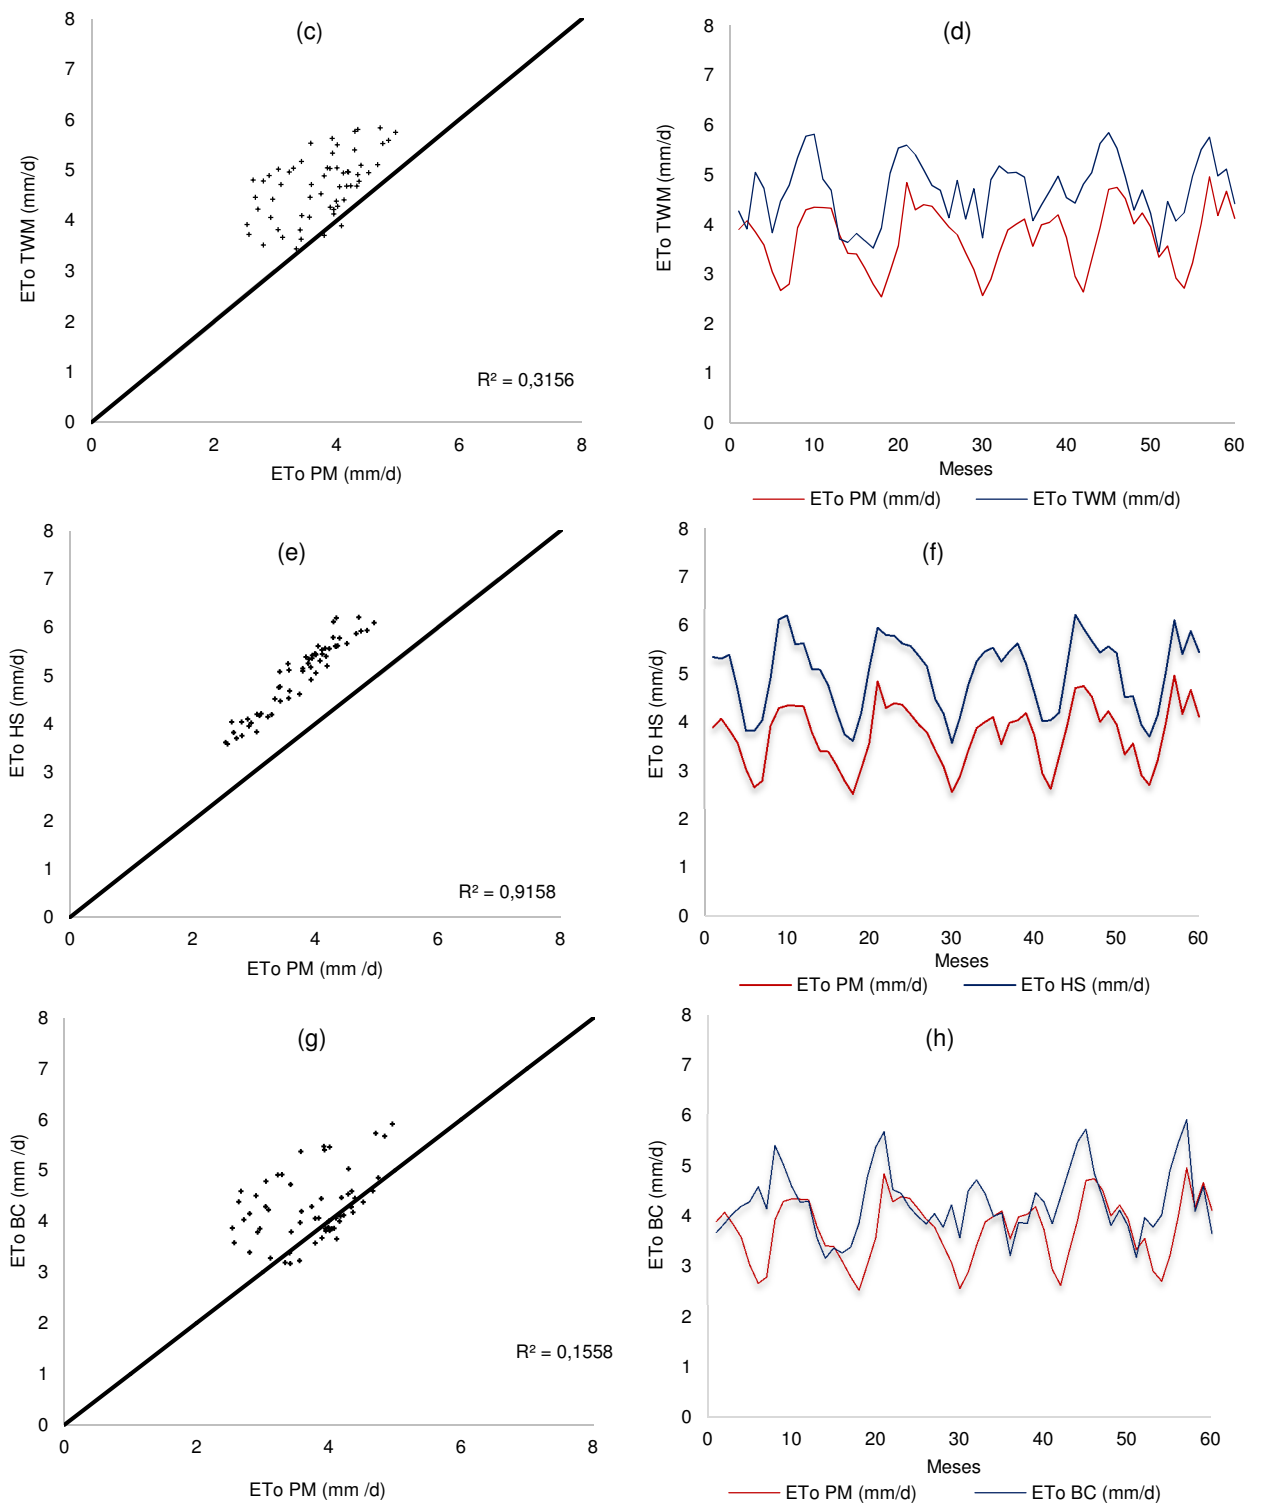 (c)
8
7
6
5
4
3
2
1
0
ETo TWM (mm/d)
R² = 0,3156
0 2 4 6 8
ETo PM (mm/d)
(d)
8
7
6
5
4
3
2
1
0
ETo TWM (mm/d)
0 10 20 30 40 50 60
Meses
ETo PM (mm/d) ETo TWM (mm/d)
(e)
8
7
6
5
4
3
2
1
0
ETo HS (mm/d)
R² = 0,9158
0 2 4 6 8
ETo PM (mm /d)
(f)
8
7
6
5
4
3
2
1
0
ETo HS (mm/d)
0 10 20 30 40 50 60
Meses
ETo PM (mm/d) ETo HS (mm/d)
(g)
8
7
6
5
4
3
2
1
0
ETo BC (mm /d)
R² = 0,1558
0 2 4 6 8
ETo PM (mm /d)
(h)
8
7
6
5
4
3
2
1
0
ETo BC (mm/d)
0 10 20 30 40 50 60
Meses
ETo PM (mm/d) ETo BC (mm/d)